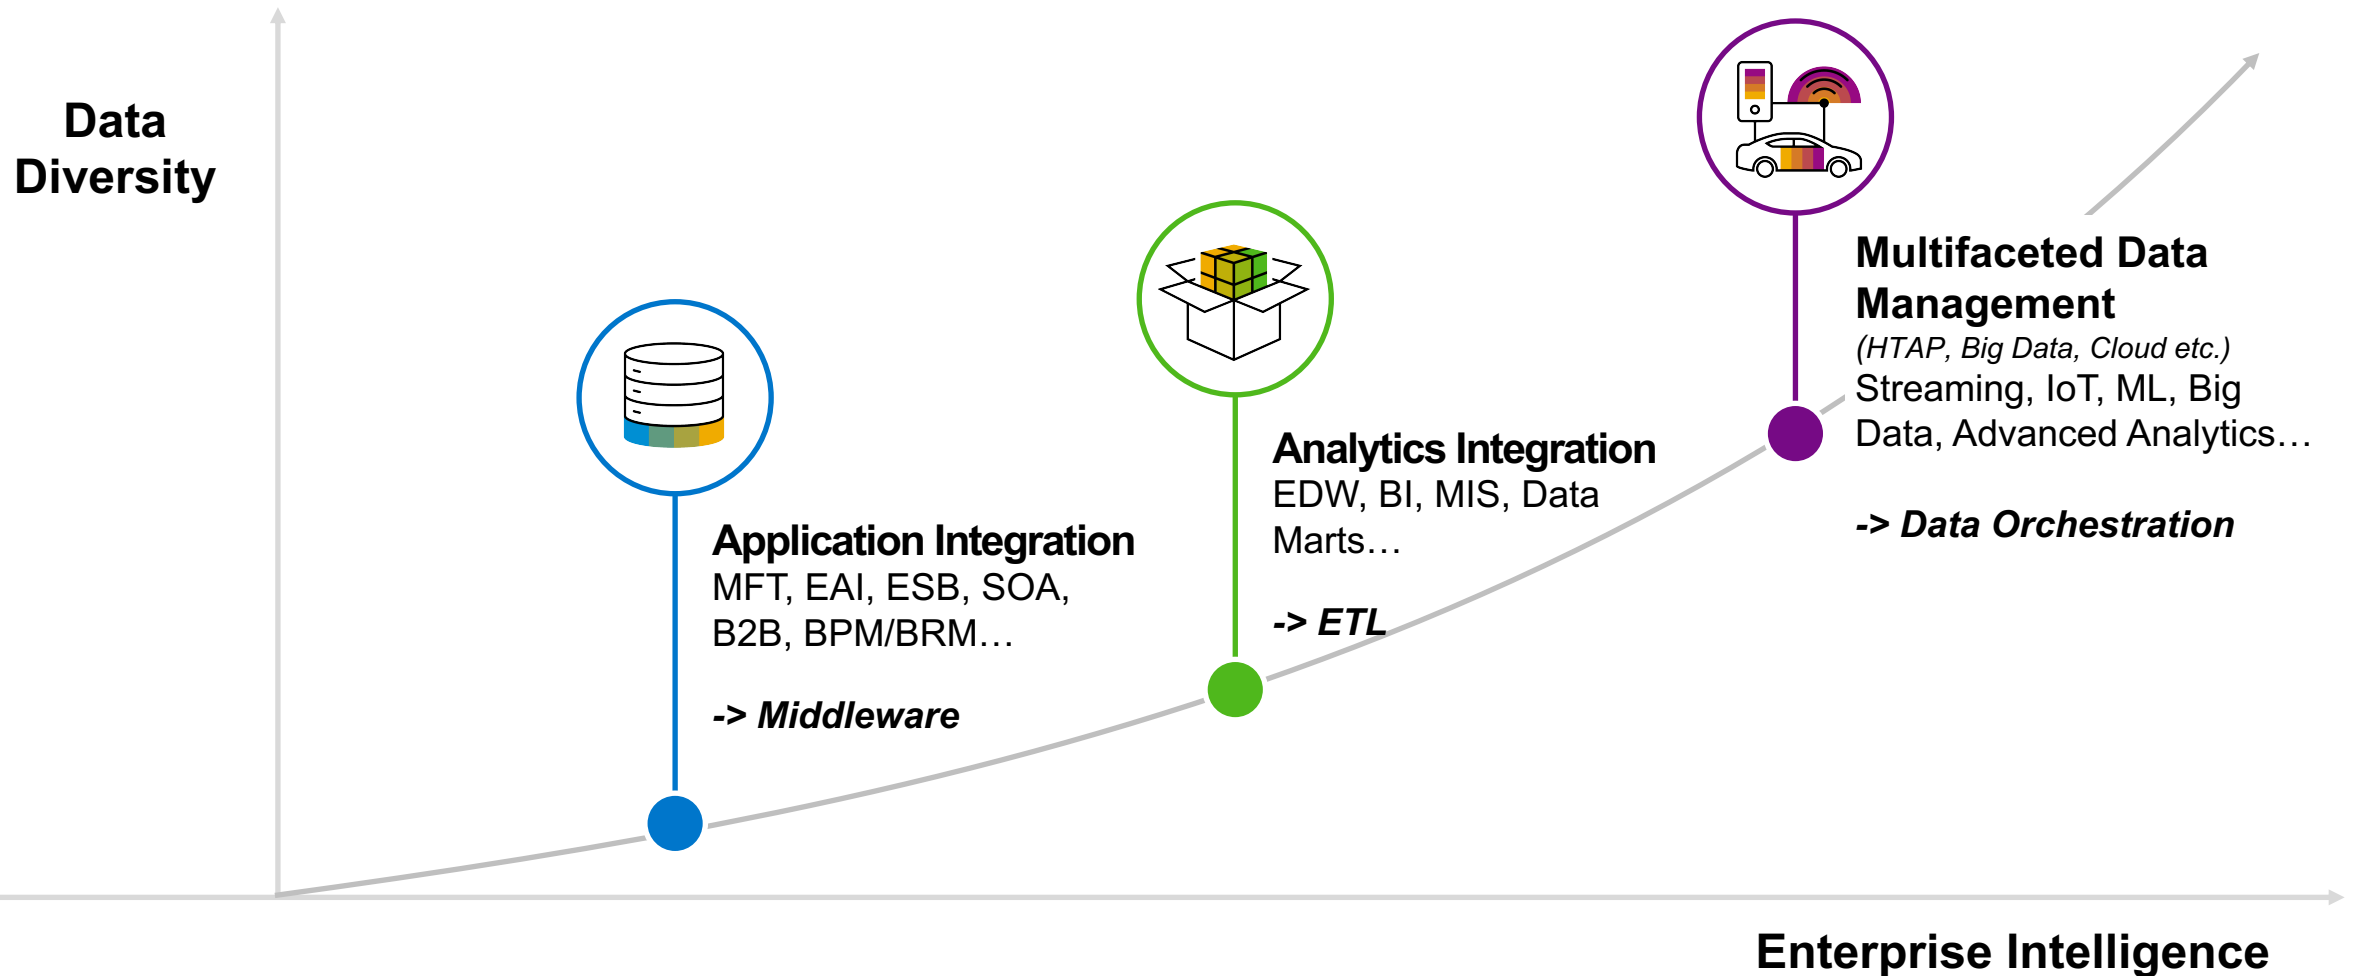 Data
Diversity
Application Integration
MFT, EAI, ESB, SOA,
B2B, BPM/BRM…
-> Middleware
Analytics Integration
EDW, BI, MIS, Data
Marts…
-> ETL
Multifaceted Data
Management
(HTAP, Big Data, Cloud etc.)
Streaming, IoT, ML, Big
Data, Advanced Analytics…
-> Data Orchestration
Enterprise Intelligence